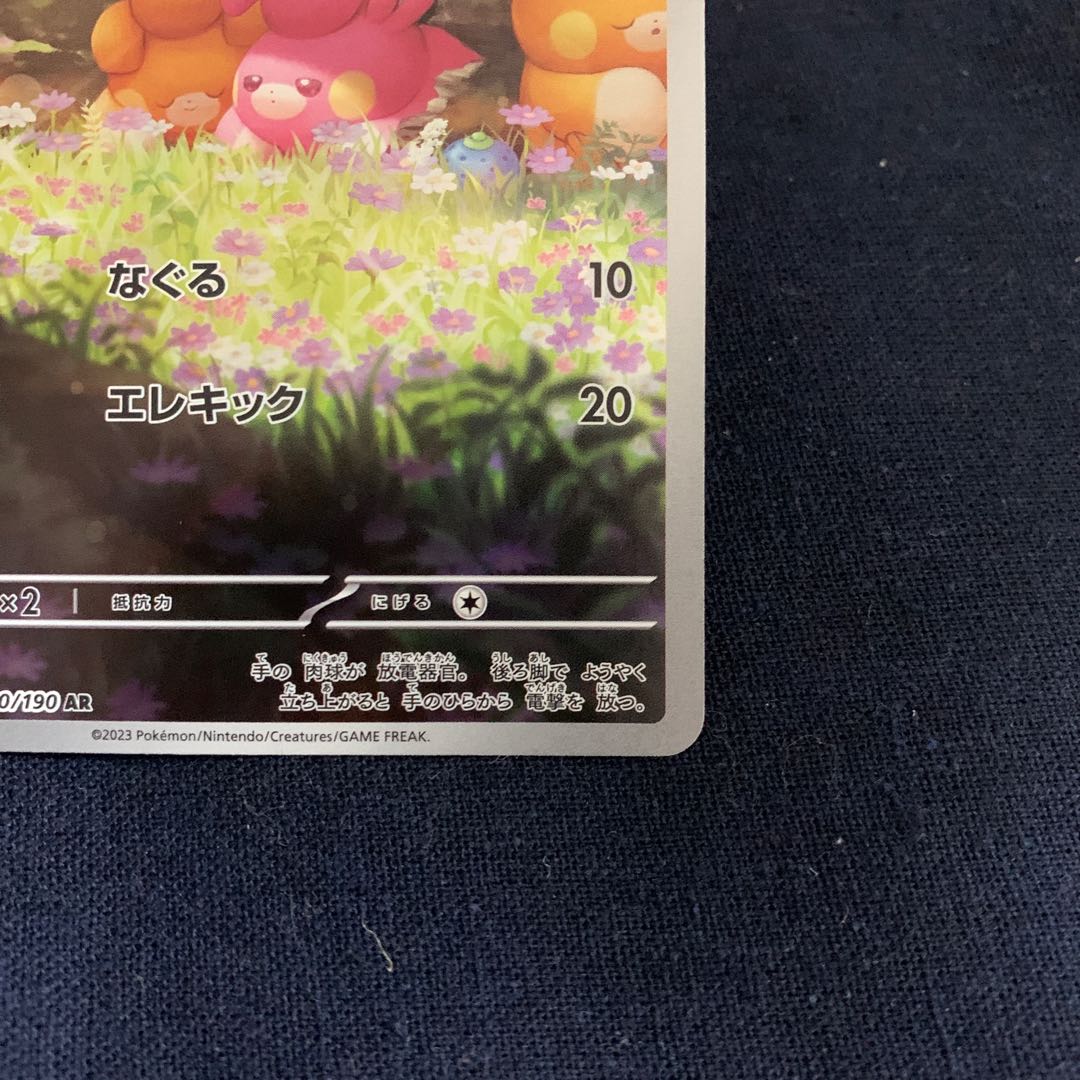 なぐる 10
エレキック 20
×2 抵抗力 にげる
手の 肉球が 放電器官。 後ろ脚で ようやく
立ち上がると 手のひらから 電撃を 放つ。
0/190 AR
©2023 Pokémon/Nintendo/Creatures/GAME FREAK.